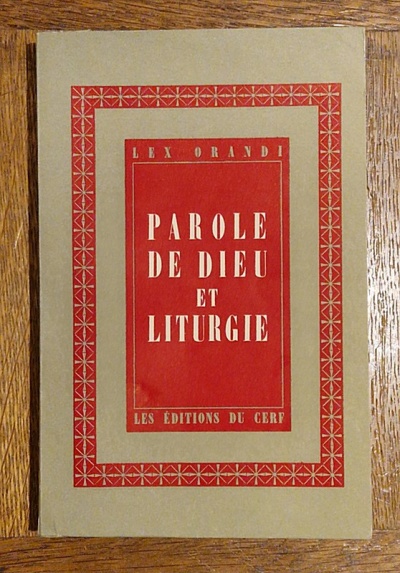 LEX ORANDI
PAROLE
DE DIEU
ET
LITURGIE
LES ÉDITIONS DU CERF